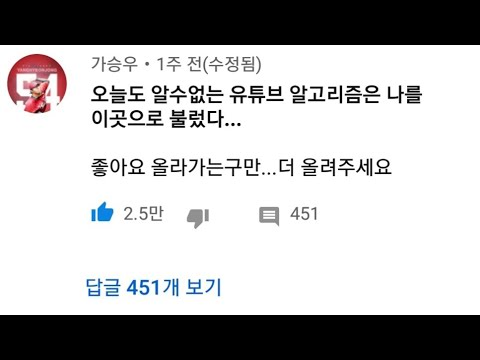 가승우 • 1주 전(수정됨)
오늘도 알수없는 유튜브 알고리즘은 나를
이곳으로 불렀다...
좋아요 올라가는구만...더 올려주세요
2.5만 451
답글 451개 보기
54